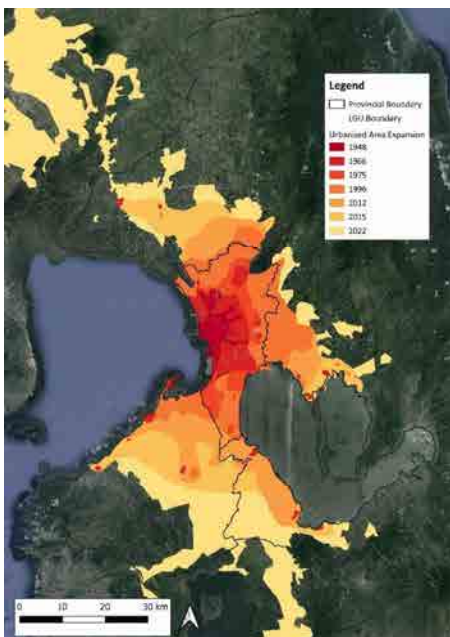 Legend
Provincial Boundary
LGU Boundary
Urbanized Area Expansion
1948
1966
1975
1996
2012
2015
2022
0 10 20 30 km